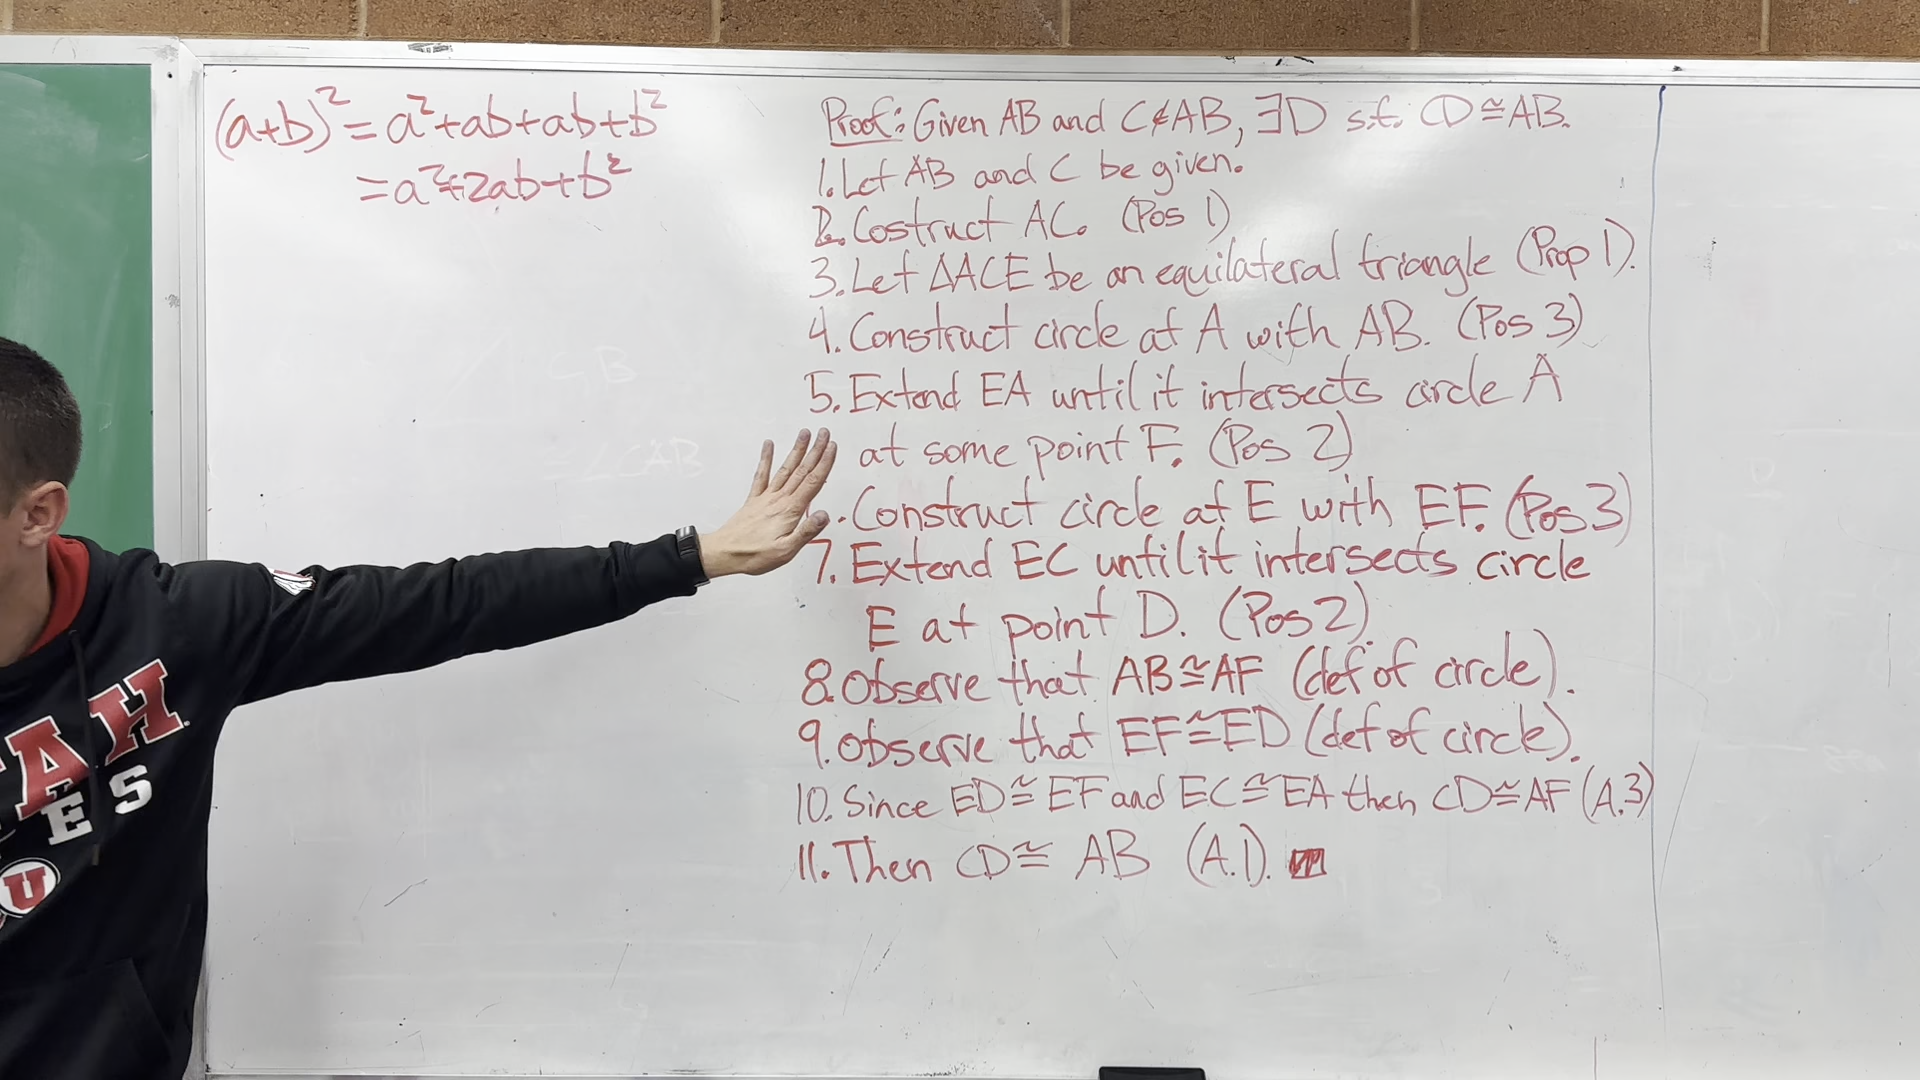 (a+b)² = a²+ab+ab+b²
= a²+2ab+b²
Proof: Given AB and C∉AB, ∃D s.t. CD≅AB.
1. Let AB and C be given.
2. Costruct AC. (Pos 1)
3. Let ΔACE be an equilateral triangle (Prop 1).
4. Construct circle at A with AB. (Pos 3)
5. Extend EA until it intersects circle A
at some point F. (Pos 2)
. Construct circle at E with EF. (Pos 3)
7. Extend EC until it intersects circle
E at point D. (Pos 2).
8. Observe that AB≅AF (def of circle).
9. Observe that EF≅ED (def of circle).
10. Since ED≅EF and EC≅EA then CD≅AF (A.3)
11. Then CD≅ AB (A.1).
= ∠CAB
AH
ES
U